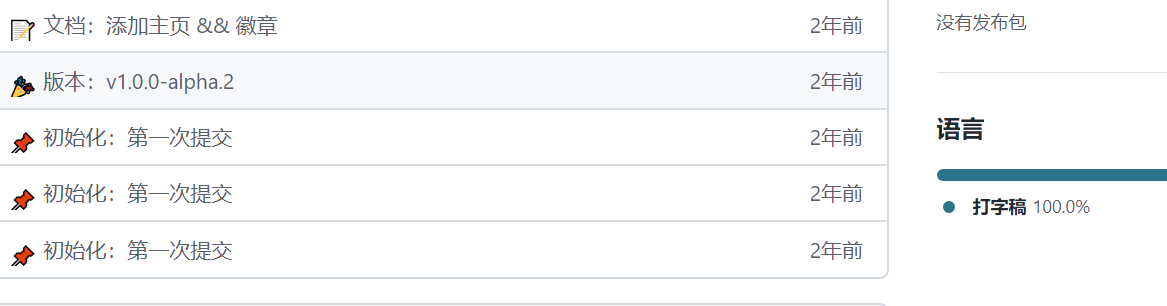 文档：添加主页 && 徽章 2年前
版本：v1.0.0-alpha.2 2年前
初始化：第一次提交 2年前
初始化：第一次提交 2年前
初始化：第一次提交 2年前
没有发布包
语言
打字稿 100.0%